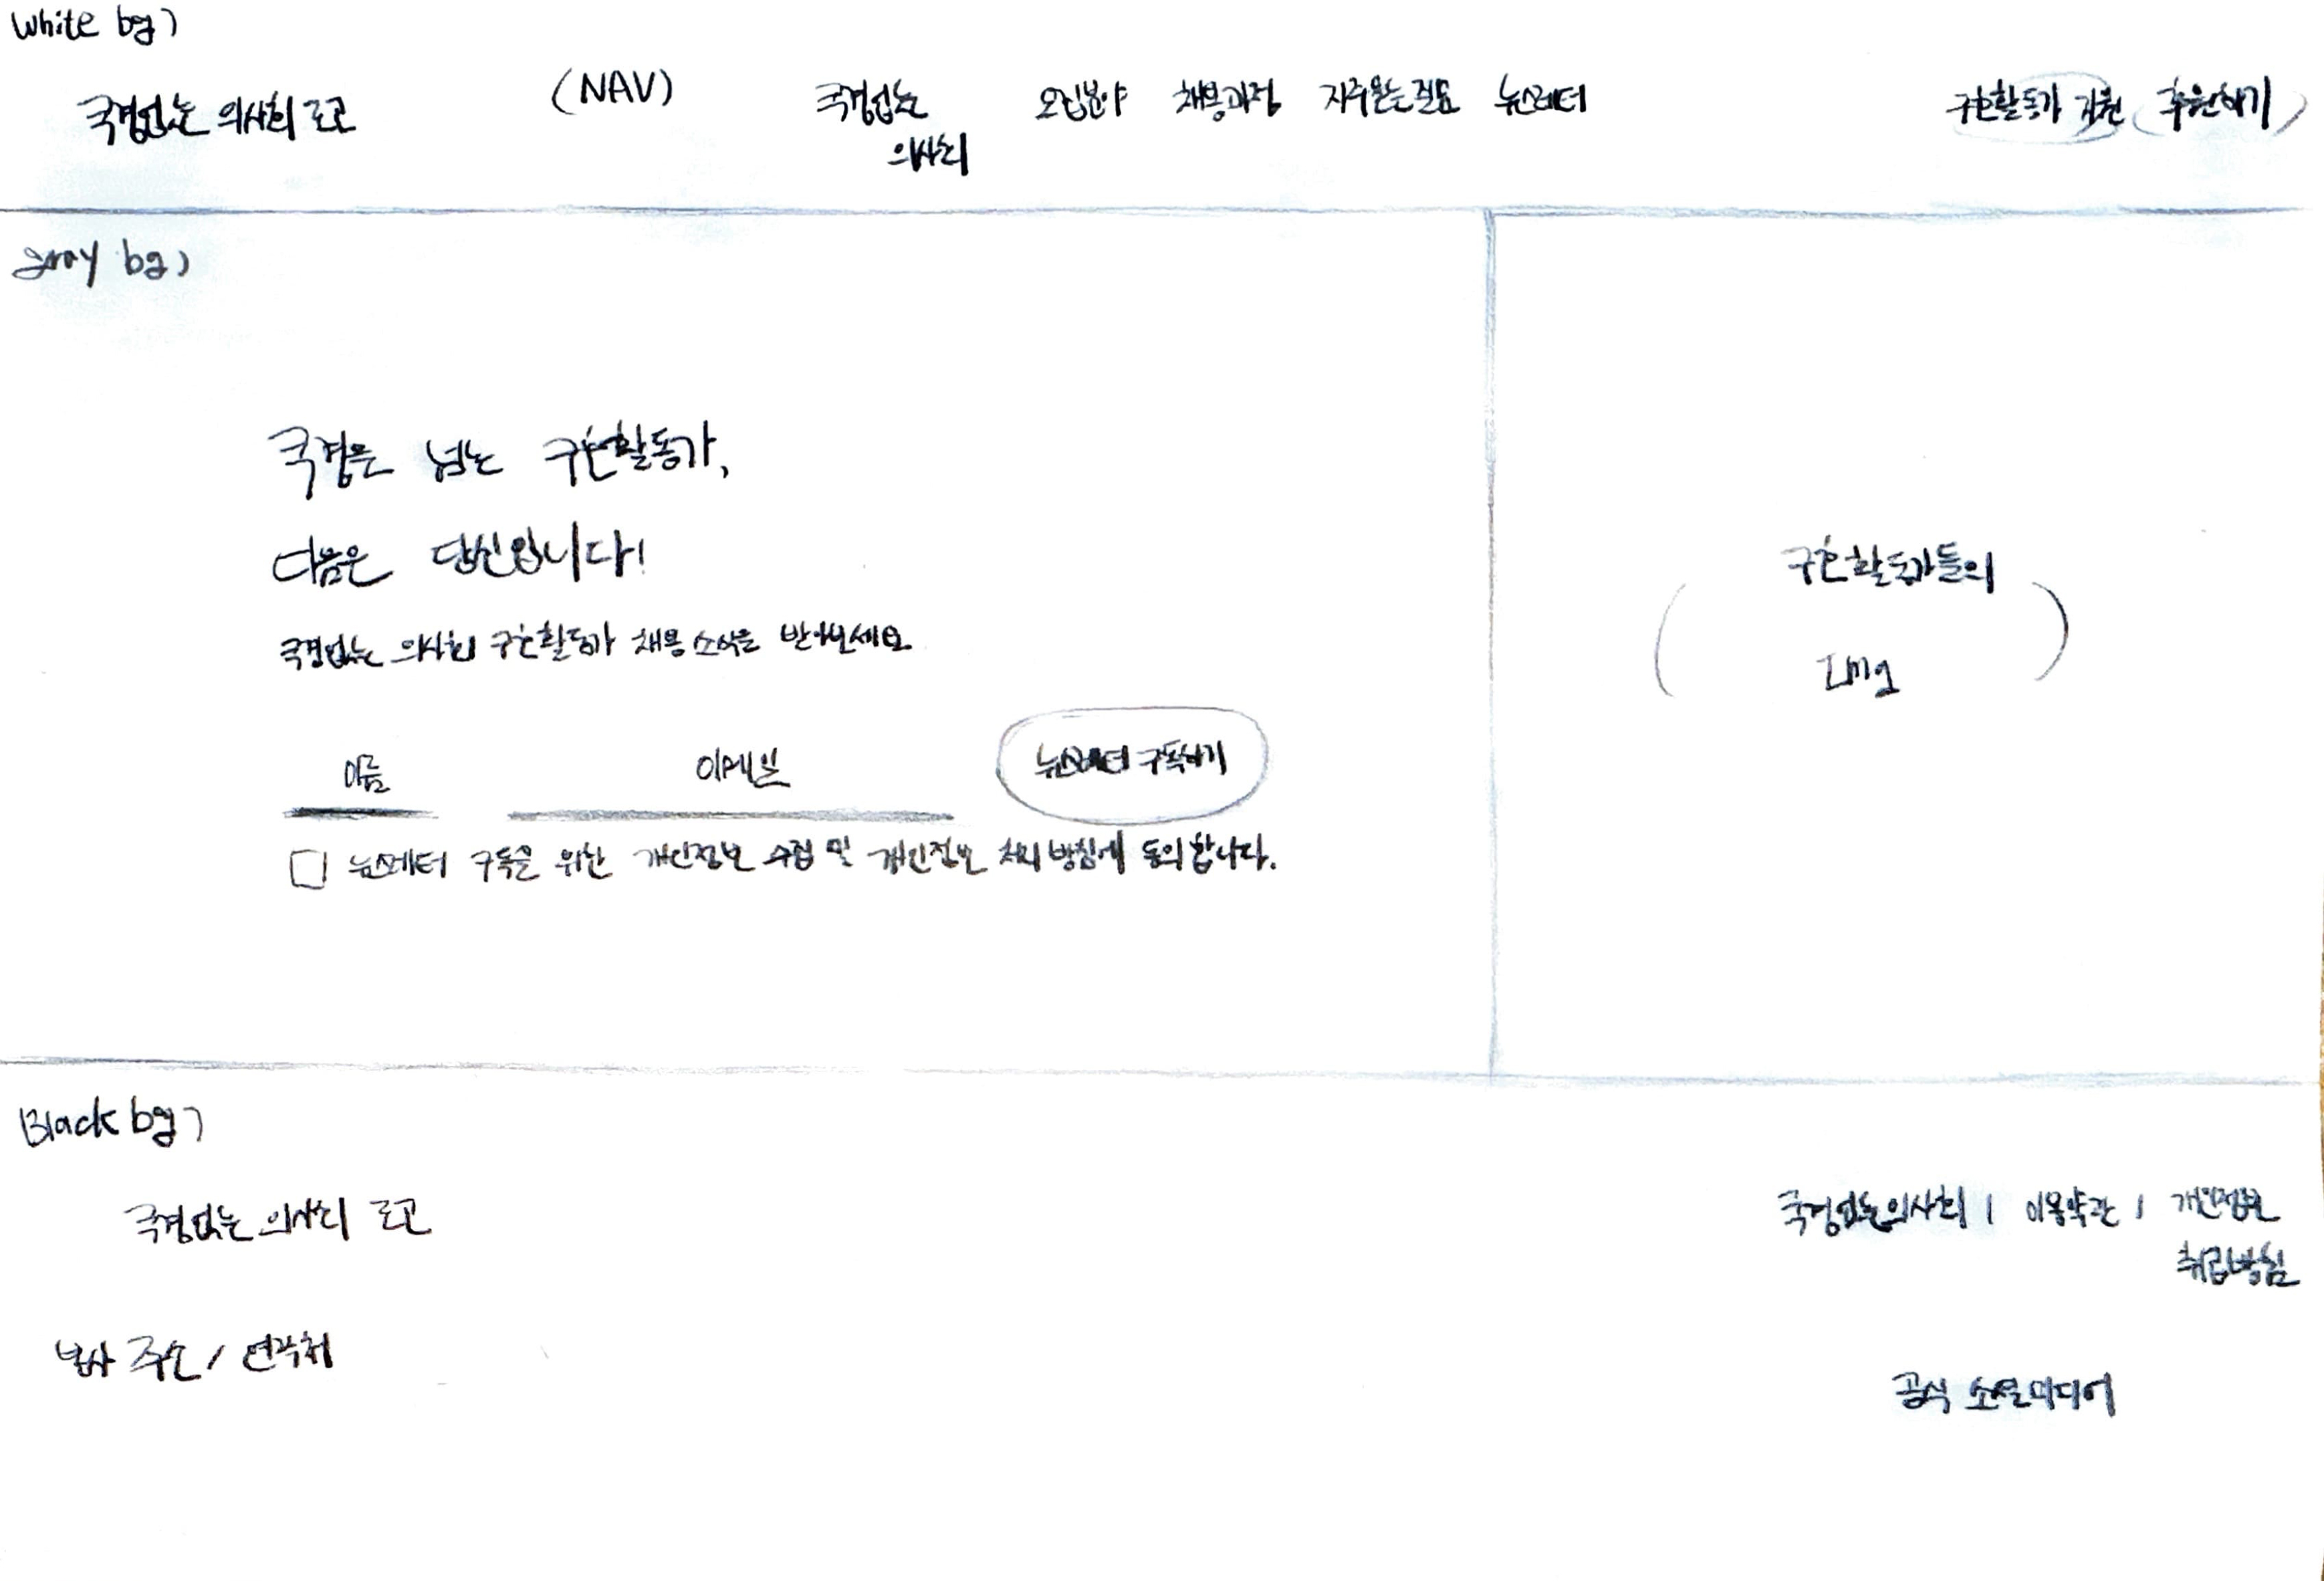 white bg)
국경없는 의사회 로고
(NAV)
국경없는
의사회
모집분야
채용과정
자주묻는질문
뉴스레터
구호활동가 지원
후원하기
gray bg)
국경을 넘는 구호활동가,
다음은 당신입니다!
국경없는 의사회 구호활동가 채용 소식을 받아보세요.
이름
이메일
뉴스레터 구독하기
뉴스레터 구독을 위한 개인정보 수집 및 개인정보 처리 방침에 동의합니다.
구호활동가들의
Img
Black bg)
국경없는 의사회 로고
국경없는의사회 | 이용약관 | 개인정보
취급방침
본사 주소 / 연락처
공식 소셜미디어